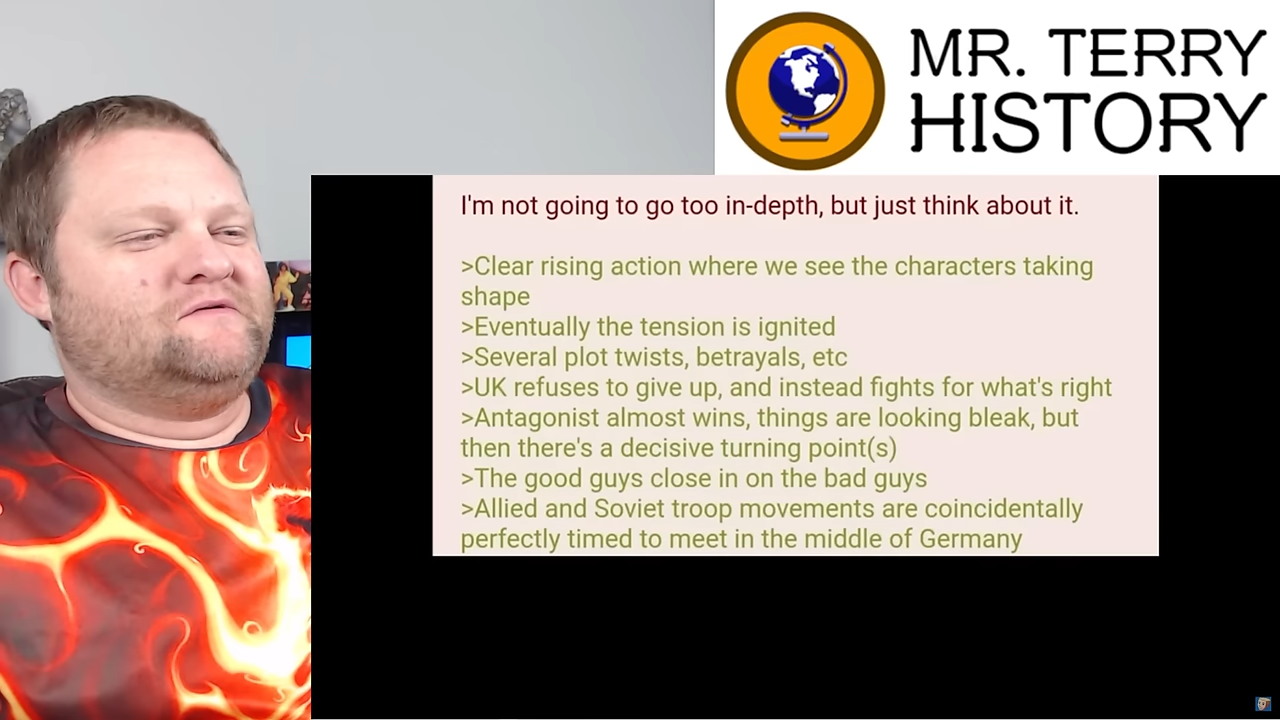 MR. TERRY
HISTORY
I'm not going to go too in-depth, but just think about it.
>Clear rising action where we see the characters taking
shape
>Eventually the tension is ignited
>Several plot twists, betrayals, etc
>UK refuses to give up, and instead fights for what's right
>Antagonist almost wins, things are looking bleak, but
then there's a decisive turning point(s)
>The good guys close in on the bad guys
>Allied and Soviet troop movements are coincidentally
perfectly timed to meet in the middle of Germany